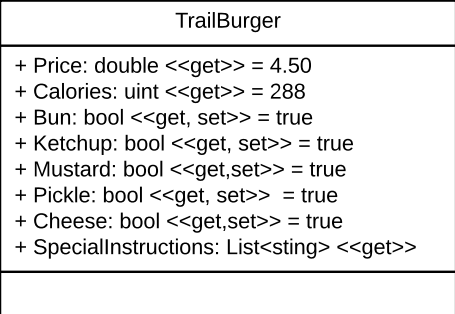 TrailBurger
+ Price: double <<get>> = 4.50
+ Calories: uint <<get>> = 288
+ Bun: bool <<get, set>> = true
+ Ketchup: bool <<get, set>> = true
+ Mustard: bool <<get,set>> = true
+ Pickle: bool <<get, set>>  = true
+ Cheese: bool <<get,set>> = true
+ SpecialInstructions: List<sting> <<get>>